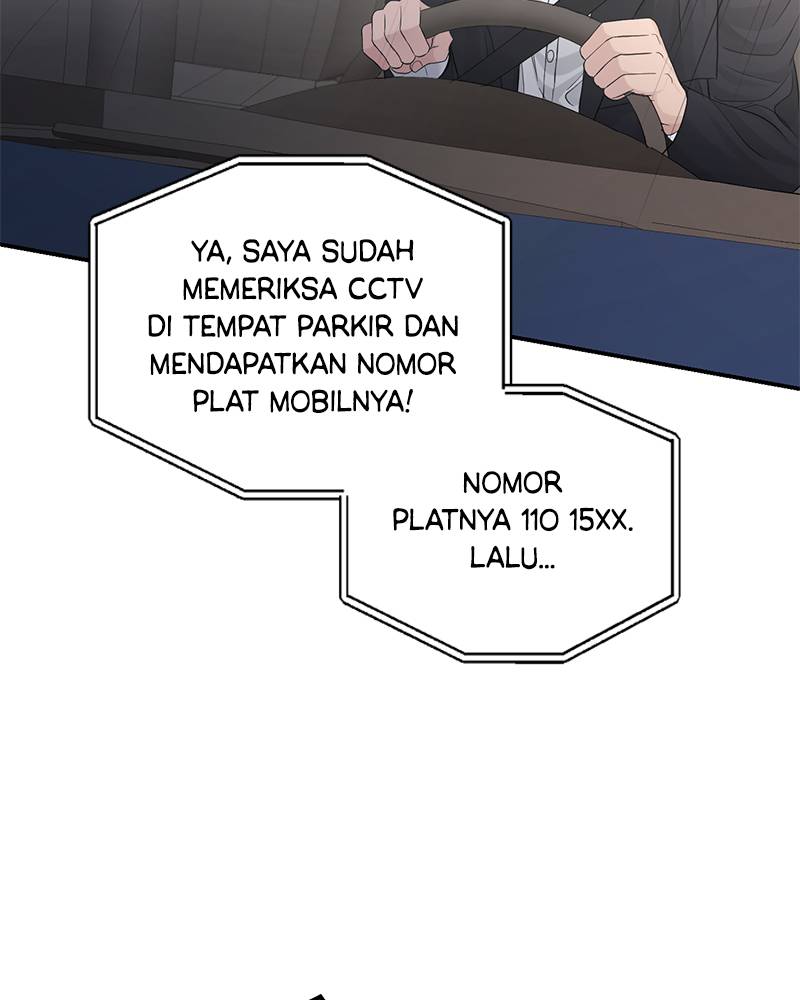 YA, SAYA SUDAH
MEMERIKSA CCTV
DI TEMPAT PARKIR DAN
MENDAPATKAN NOMOR
PLAT MOBILNYA!
NOMOR
PLATNYA 110 15XX.
LALU...